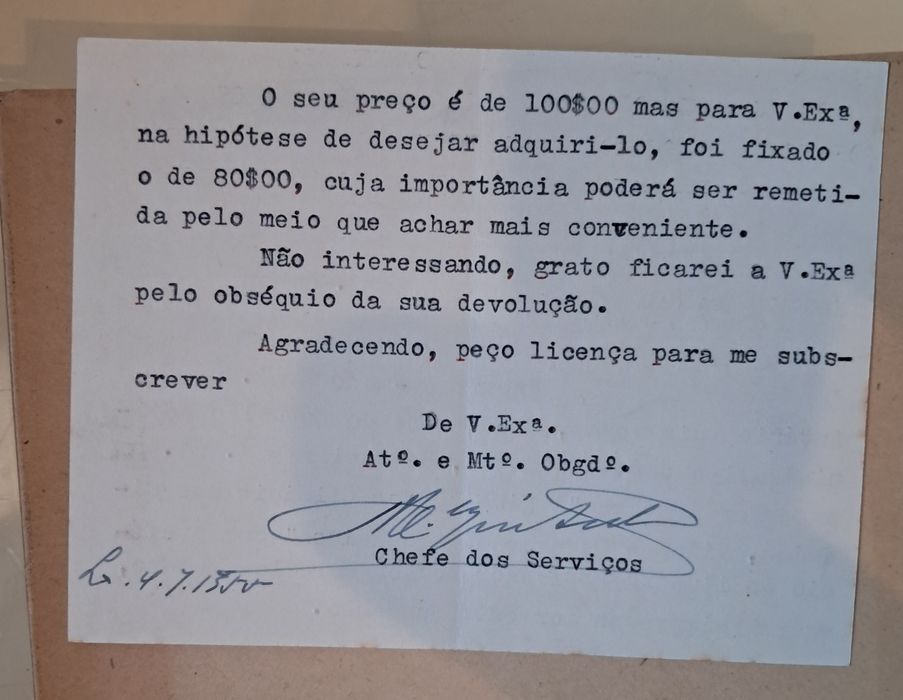 O seu preço é de 100$00 mas para V.Exª,
na hipótese de desejar adquiri-lo, foi fixado
o de 80$00, cuja importância poderá ser remeti-
da pelo meio que achar mais conveniente.
Não interessando, grato ficarei a V.Exª
pelo obséquio da sua devolução.
Agradecendo, peço licença para me subs-
crever
De V.Exª.
Atº. e Mtº. Obgdº.
Chefe dos Serviços
4.7.